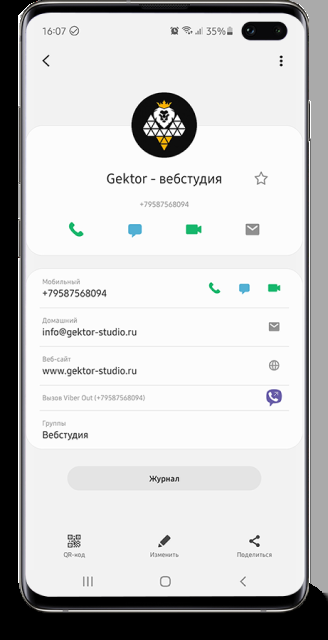 16:07 35%
Gektor - вебстудия
+79587568094
Мобильный
+79587568094
Домашний
info@gektor-studio.ru
Веб-сайт
www.gektor-studio.ru
Вызов Viber Out (+79587568094)
Группы
Вебстудия
Журнал
QR-код Изменить Поделиться